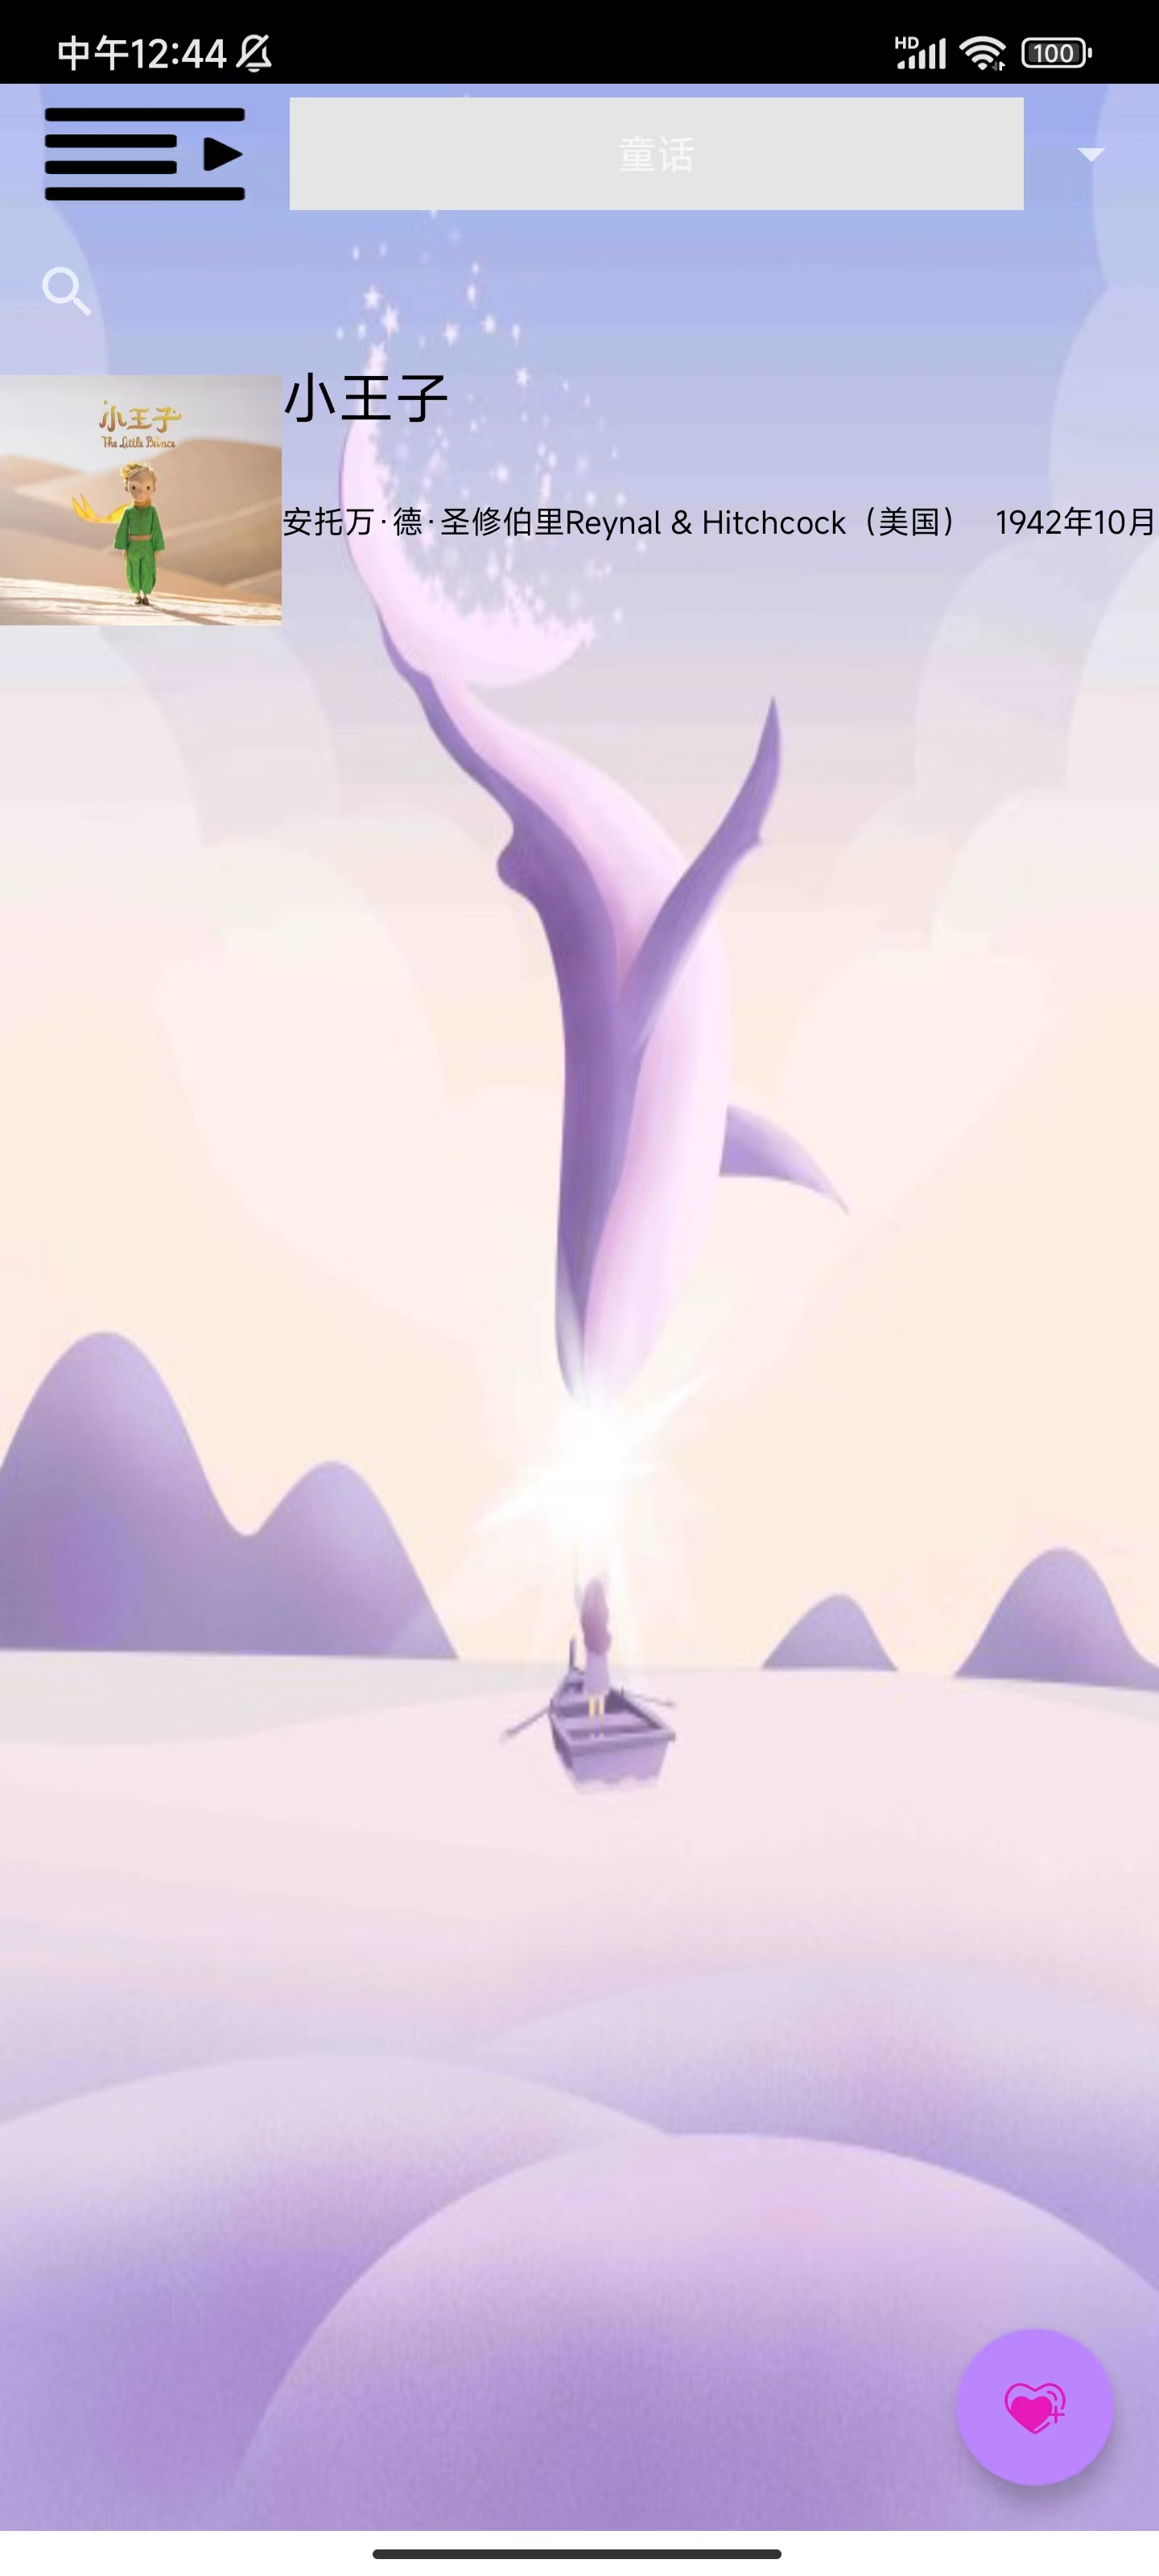 中午12:44
HD
100
童话
小王子
The Little Prince
小王子
安托万·德·圣修伯里Reynal & Hitchcock（美国） 1942年10月